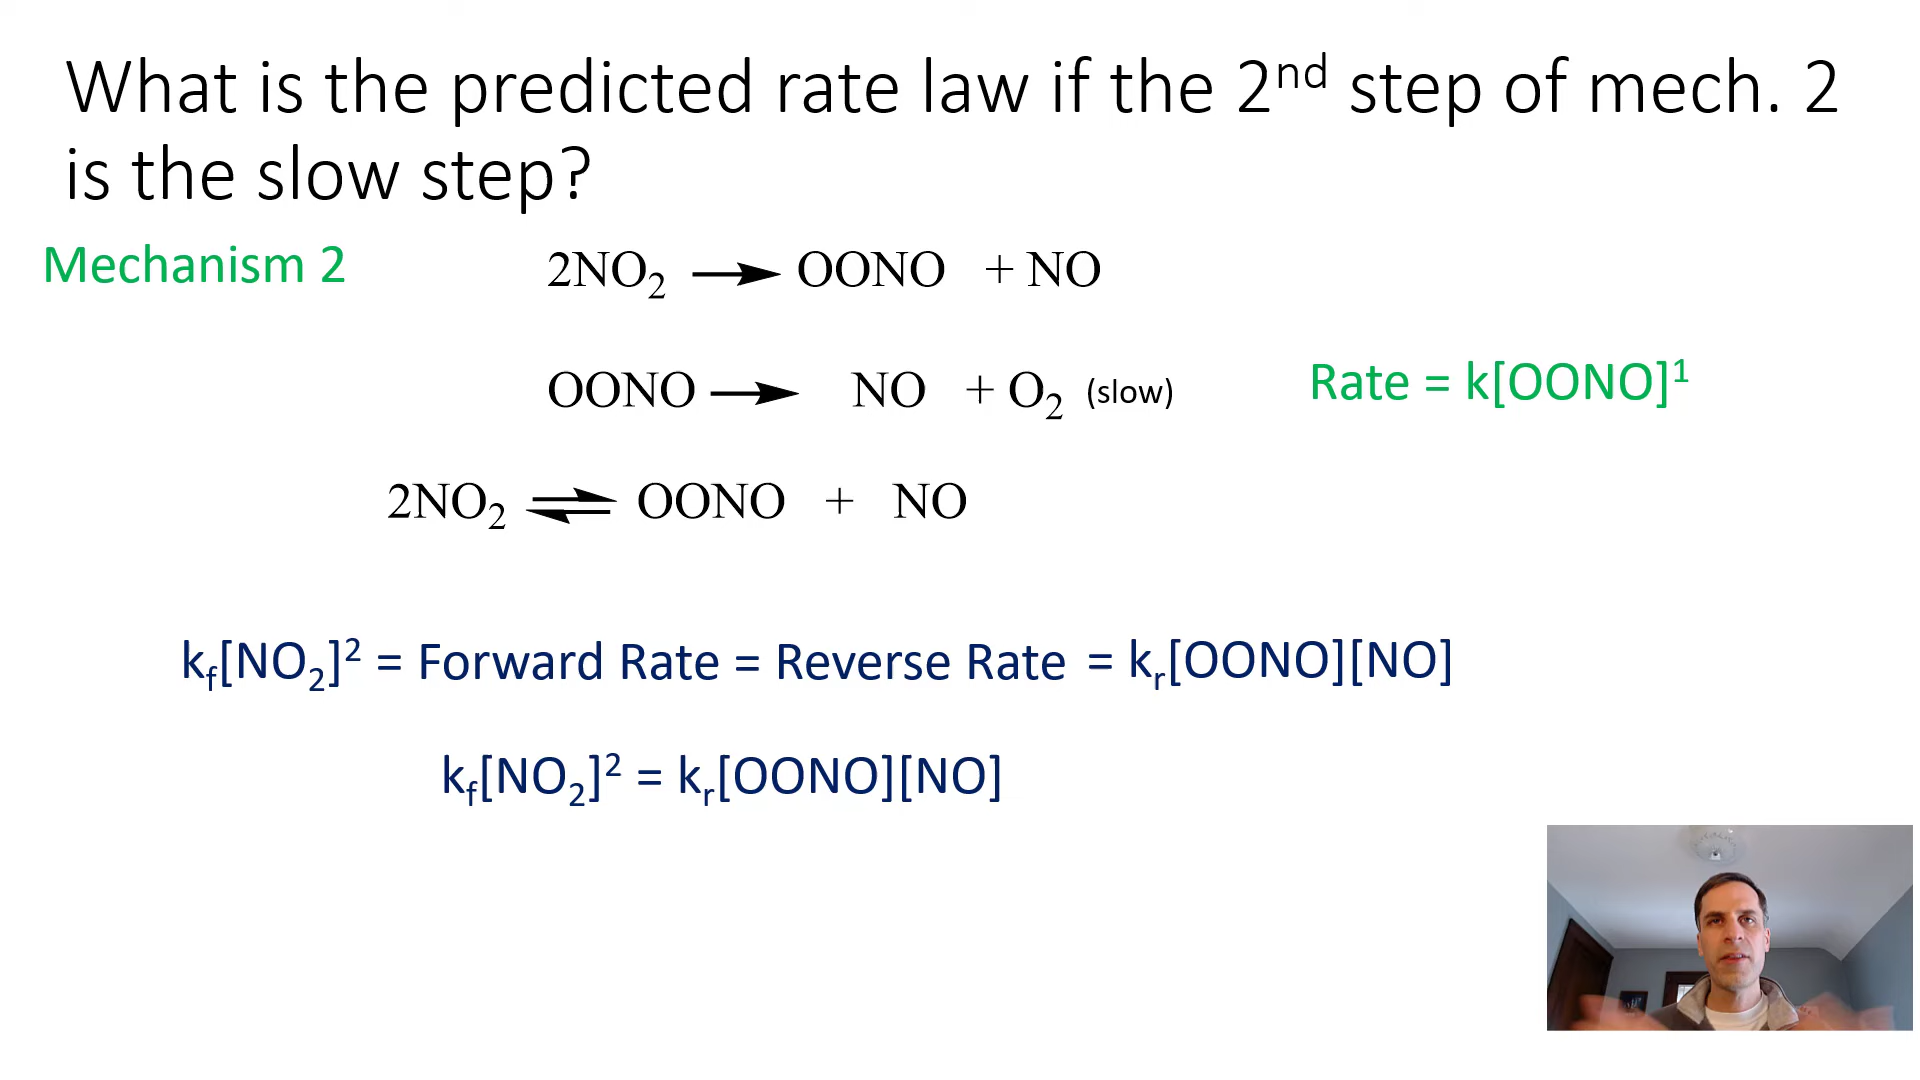 What is the predicted rate law if the 2nd step of mech. 2
is the slow step?
Mechanism 2
2NO2 → OONO + NO
OONO → NO + O2 (slow)
Rate = k[OONO]1
2NO2 ⇌ OONO + NO
kf[NO2]2 = Forward Rate = Reverse Rate = kr[OONO][NO]
kf[NO2]2 = kr[OONO][NO]